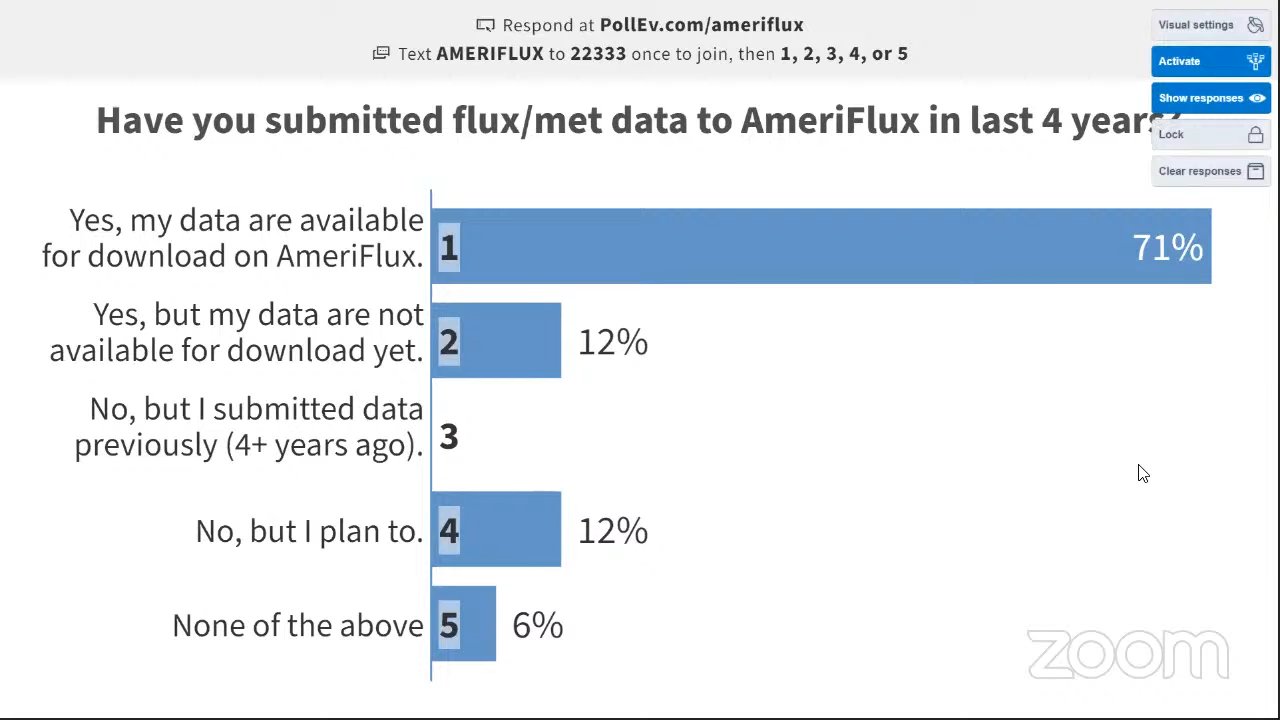 Respond at PollEv.com/ameriflux
Text AMERIFLUX to 22333 once to join, then 1, 2, 3, 4, or 5
Visual settings
Activate
Show responses
Lock
Clear responses
Have you submitted flux/met data to AmeriFlux in last 4 years?
Yes, my data are available
for download on AmeriFlux.
1
71%
Yes, but my data are not
available for download yet.
2
12%
No, but I submitted data
previously (4+ years ago).
3
No, but I plan to.
4
12%
None of the above
5
6%
zoom